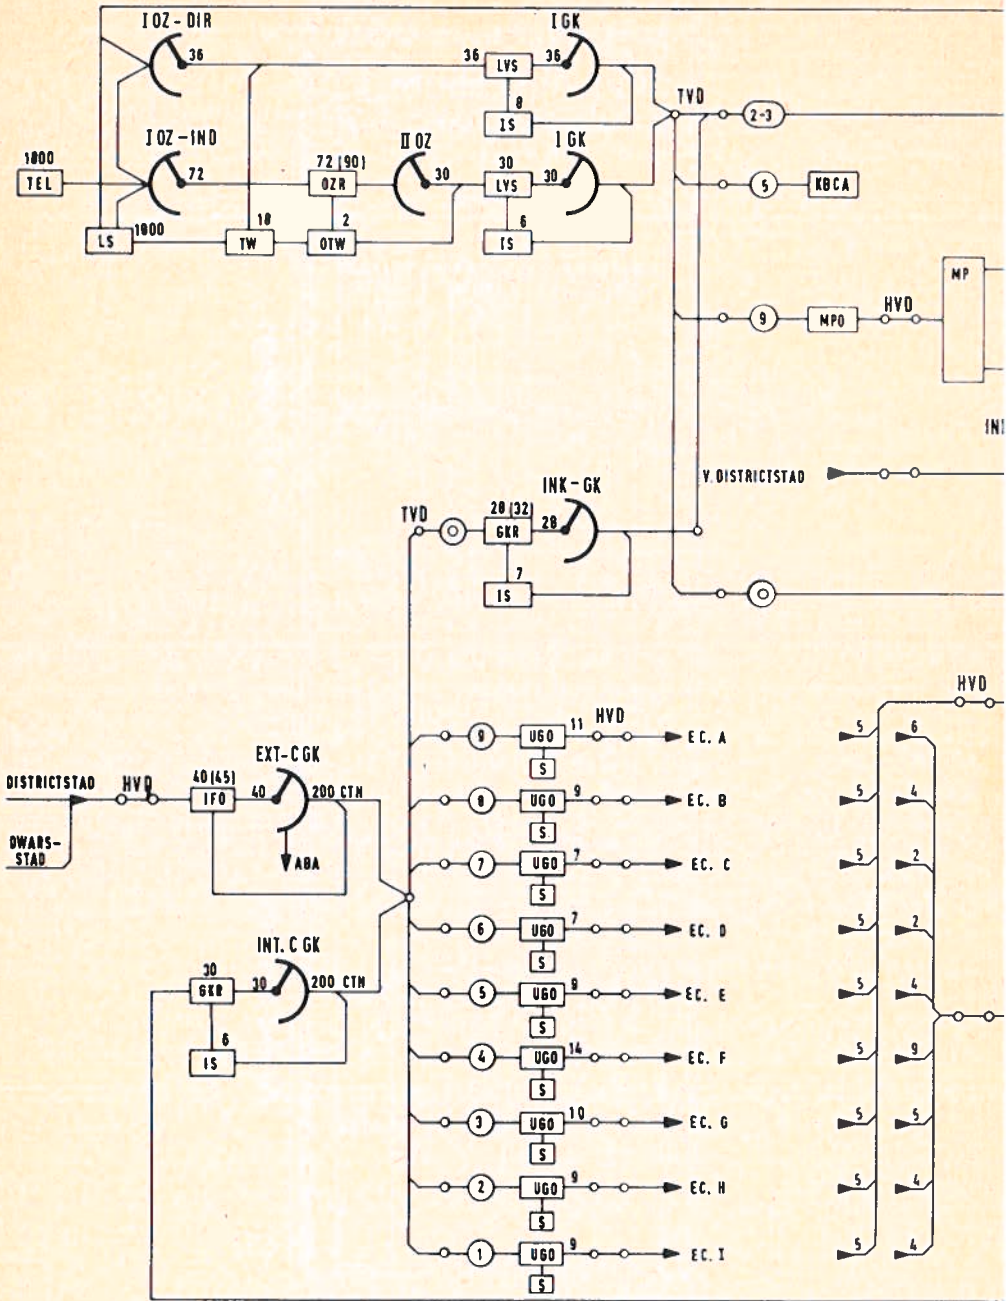 I OZ-DIR
I GK
36
36
LVS
36
TVD
2-3
8
IS
I OZ-IND
II OZ
I GK
1800
72 (90)
30
TEL
72
OZR
30
LVS
30
5
KBCA
18
2
6
LS
1800
TW
OTW
IS
MP
HVD
9
MPO
V. DISTRICTSTAD
INK-GK
28 (32)
TVD
GKR
28
7
IS
HVD
11
HVD
9
UGO
EC. A
5
6
S
EXT-CGK
DISTRICTSTAD
HVD
40(45)
IFO
40
200 CTN
8
UGO
9
EC. B
5
4
S
DWARS-
STAD
ABA
7
UGO
7
EC. C
5
2
S
6
UGO
7
EC. D
5
2
S
INT. C GK
30
GKR
30
200 CTN
5
UGO
9
EC. E
5
4
S
6
IS
4
UGO
14
EC. F
5
9
S
3
UGO
10
EC. G
5
5
S
2
UGO
9
EC. H
5
4
S
1
UGO
9
EC. I
5
4
S